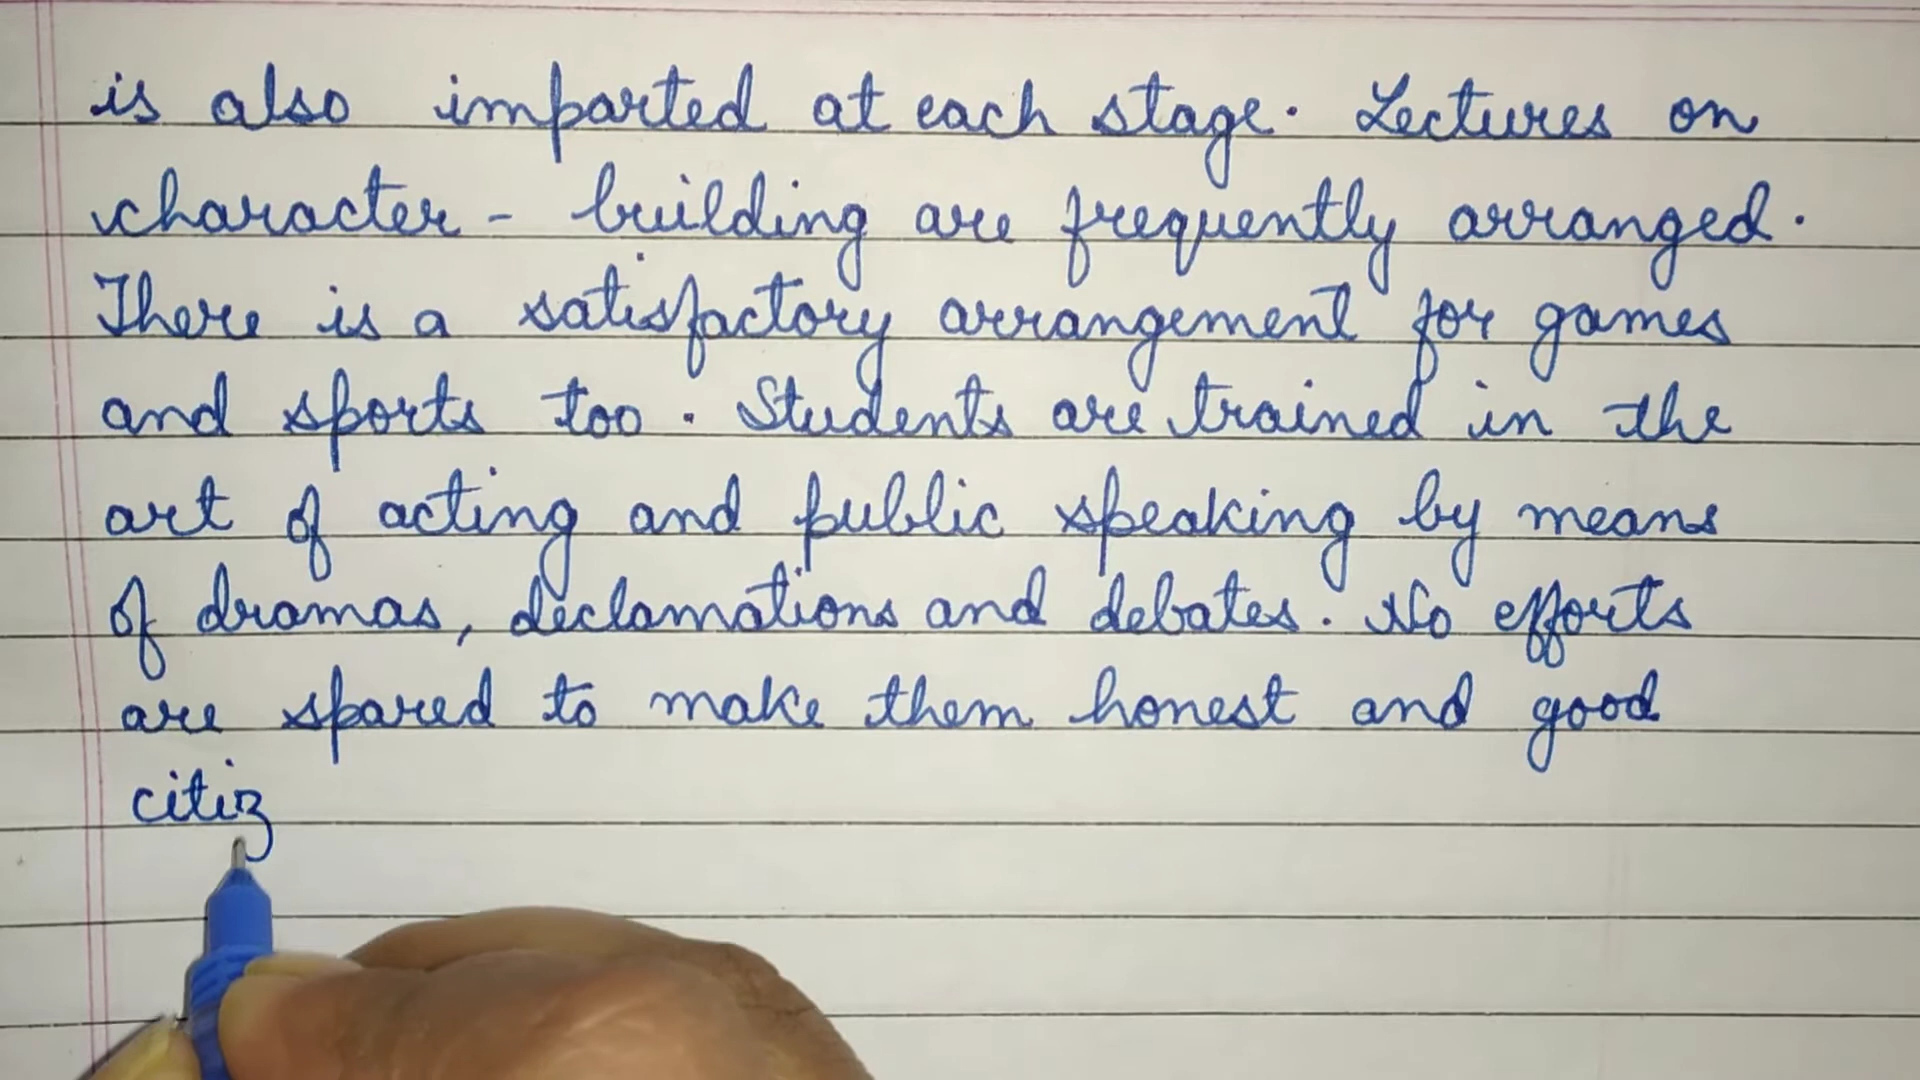 is also imparted at each stage. Lectures on
character - building are frequently arranged.
There is a satisfactory arrangement for games
and sports too. Students are trained in the
art of acting and public speaking by means
of dramas, declamations and debates. No efforts
are spared to make them honest and good
citiz